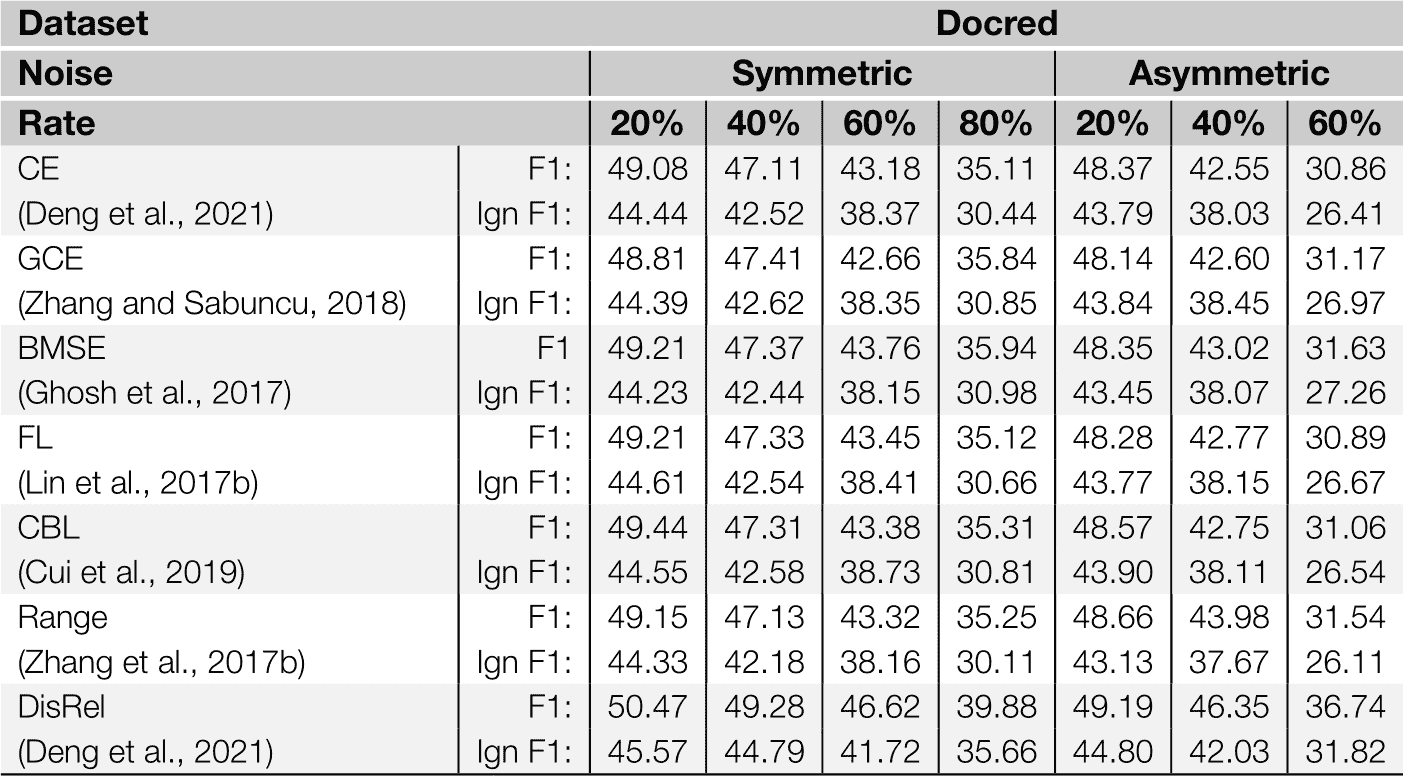 Dataset Docred
Noise Symmetric Asymmetric
Rate 20% 40% 60% 80% 20% 40% 60%
CE F1: 49.08 47.11 43.18 35.11 48.37 42.55 30.86
(Deng et al., 2021) Ign F1: 44.44 42.52 38.37 30.44 43.79 38.03 26.41
GCE F1: 48.81 47.41 42.66 35.84 48.14 42.60 31.17
(Zhang and Sabuncu, 2018) Ign F1: 44.39 42.62 38.35 30.85 43.84 38.45 26.97
BMSE F1 49.21 47.37 43.76 35.94 48.35 43.02 31.63
(Ghosh et al., 2017) Ign F1: 44.23 42.44 38.15 30.98 43.45 38.07 27.26
FL F1: 49.21 47.33 43.45 35.12 48.28 42.77 30.89
(Lin et al., 2017b) Ign F1: 44.61 42.54 38.41 30.66 43.77 38.15 26.67
CBL F1: 49.44 47.31 43.38 35.31 48.57 42.75 31.06
(Cui et al., 2019) Ign F1: 44.55 42.58 38.73 30.81 43.90 38.11 26.54
Range F1: 49.15 47.13 43.32 35.25 48.66 43.98 31.54
(Zhang et al., 2017b) Ign F1: 44.33 42.18 38.16 30.11 43.13 37.67 26.11
DisRel F1: 50.47 49.28 46.62 39.88 49.19 46.35 36.74
(Deng et al., 2021) Ign F1: 45.57 44.79 41.72 35.66 44.80 42.03 31.82